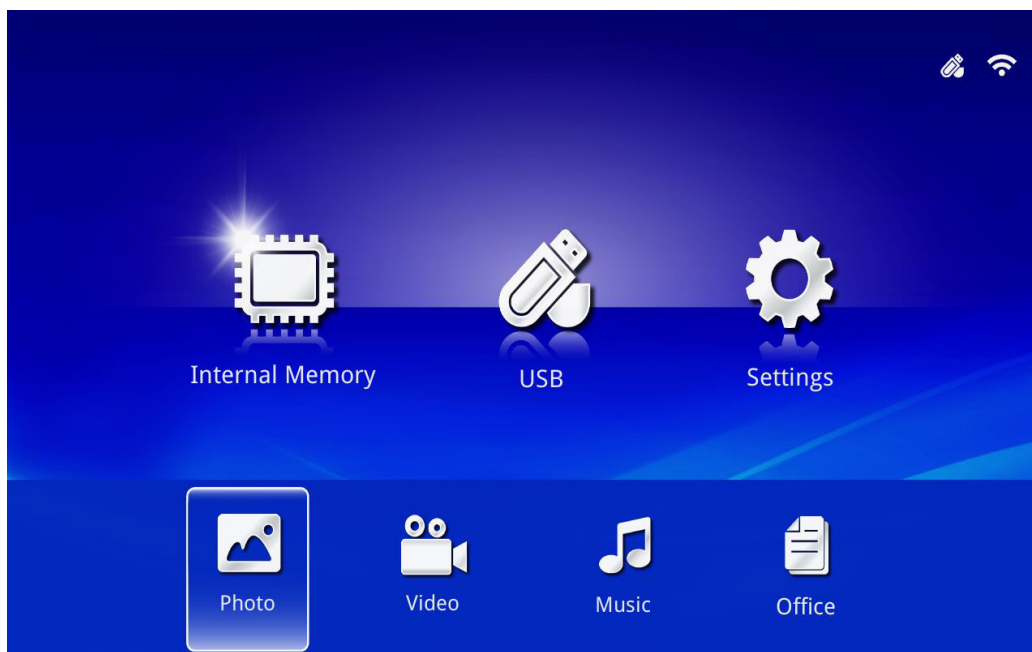 Internal Memory
USB
Settings
Photo
Video
Music
Office